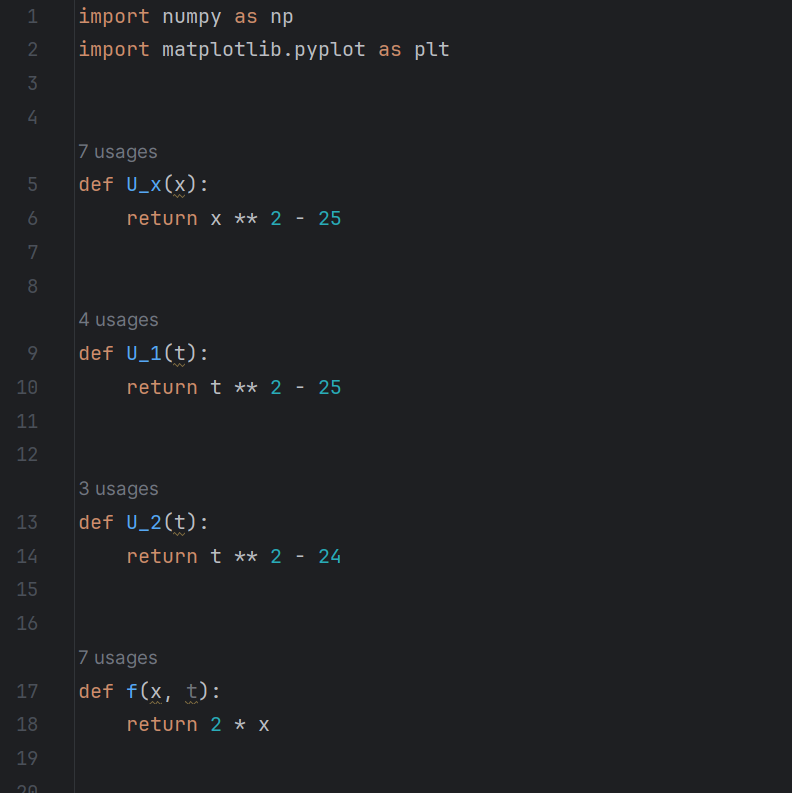 1 import numpy as np
2 import matplotlib.pyplot as plt
3
4
7 usages
5 def U_x(x):
6     return x ** 2 - 25
7
8
4 usages
9 def U_1(t):
10     return t ** 2 - 25
11
12
3 usages
13 def U_2(t):
14     return t ** 2 - 24
15
16
7 usages
17 def f(x, t):
18     return 2 * x
19
20